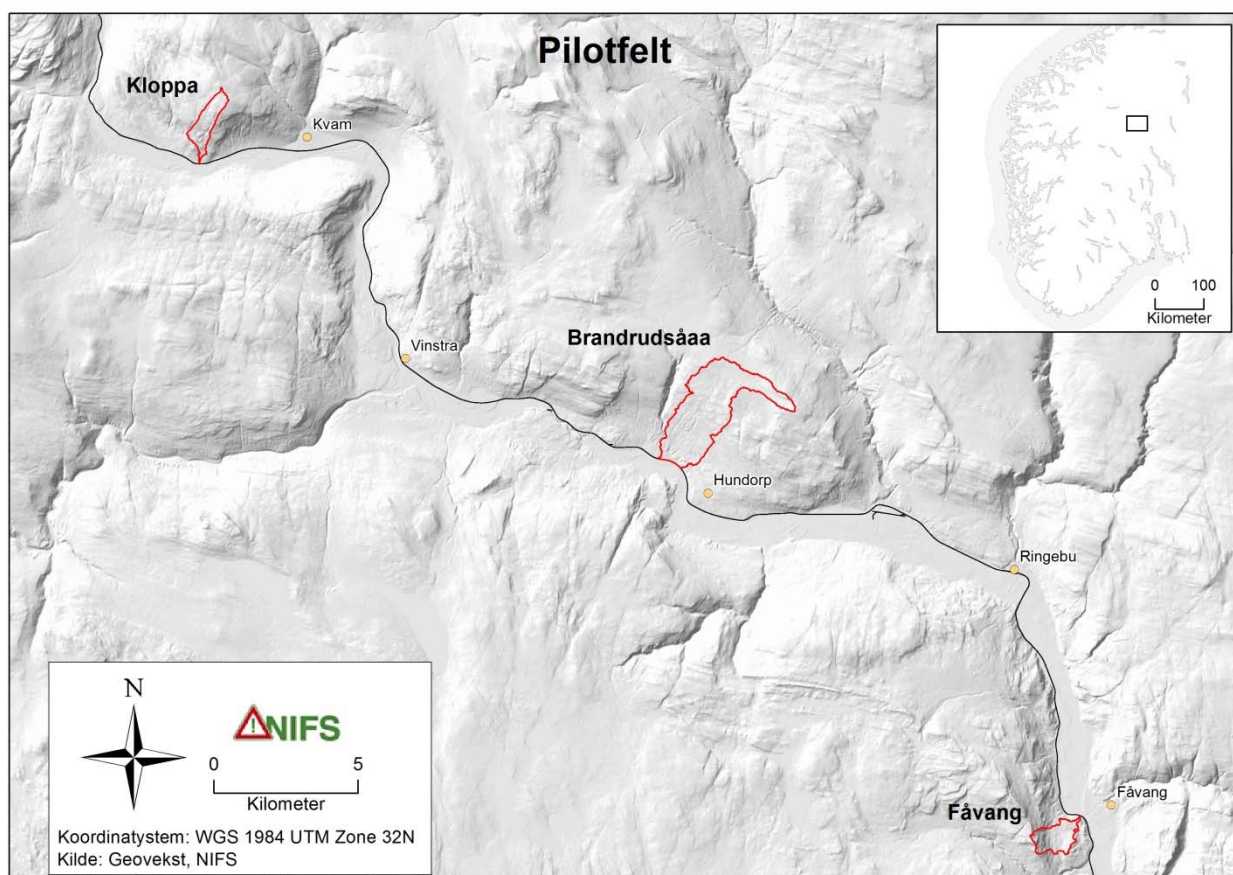 Pilotfelt
Kloppa
Kvam
0 100
Kilometer
Brandrudsåaa
Vinstra
Hundorp
Ringebu
N
NIFS
0 5
Kilometer
Fåvang
Fåvang
Koordinatystem: WGS 1984 UTM Zone 32N
Kilde: Geovekst, NIFS